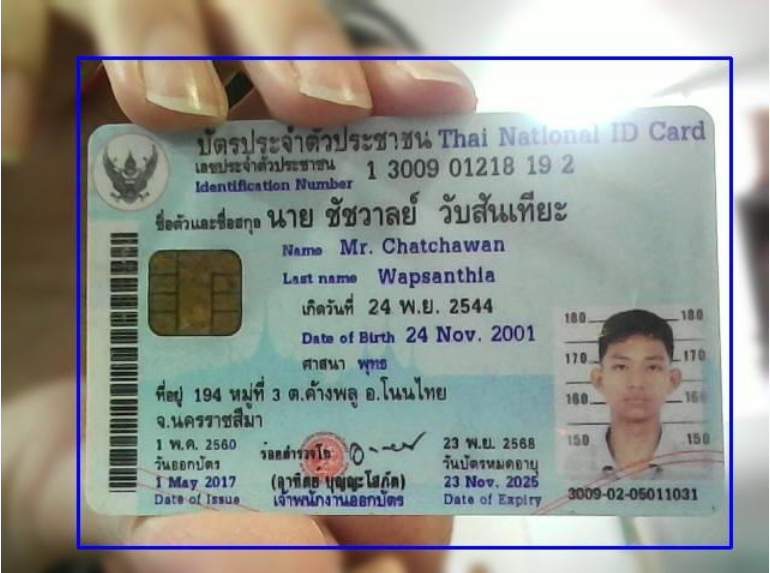 บัตรประจำตัวประชาชน Thai National ID Card
เลขประจำตัวประชาชน 1 3009 01218 19 2
Identification Number
ชื่อตัวและชื่อสกุล นาย ชัชวาลย์ วับสันเทียะ
Name Mr. Chatchawan
Last name Wapsanthia
เกิดวันที่ 24 พ.ย. 2544
Date of Birth 24 Nov. 2001
ศาสนา พุทธ
ที่อยู่ 194 หมู่ที่ 3 ต.ค้างพลู อ.โนนไทย
จ.นครราชสีมา
1 พ.ค. 2560
วันออกบัตร
1 May 2017
Date of Issue
ร้อยตำรวจโท
เจ้าพนักงานออกบัตร
23 พ.ย. 2568
วันบัตรหมดอายุ
23 Nov. 2025
Date of Expiry
180 180
170 170
160 16
150 150
3009-02-05011031